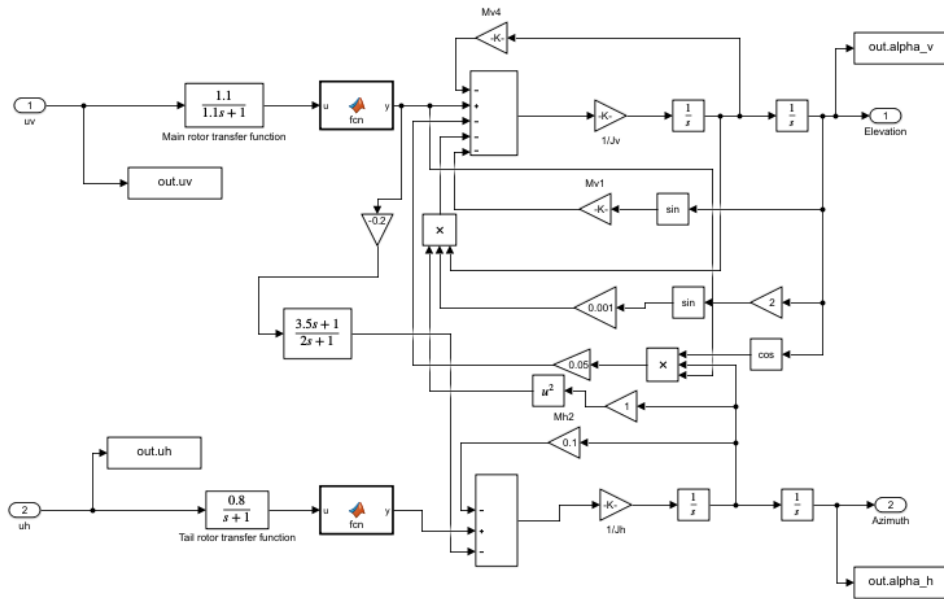 Mv4
-K-
out.alpha_v
1
uv
1.1
1.1s + 1
Main rotor transfer function
u
fcn
y
-
+
-
-
-
-K-
1/Jv
1
s
1
s
1
Elevation
out.uv
-0.2
×
Mv1
-K-
sin
0.001
sin
2
3.5s + 1
2s + 1
0.05
×
cos
u²
1
Mh2
0.1
out.uh
2
uh
0.8
s + 1
Tail rotor transfer function
u
fcn
y
-
+
-
-K-
1/Jh
1
s
1
s
2
Azimuth
out.alpha_h